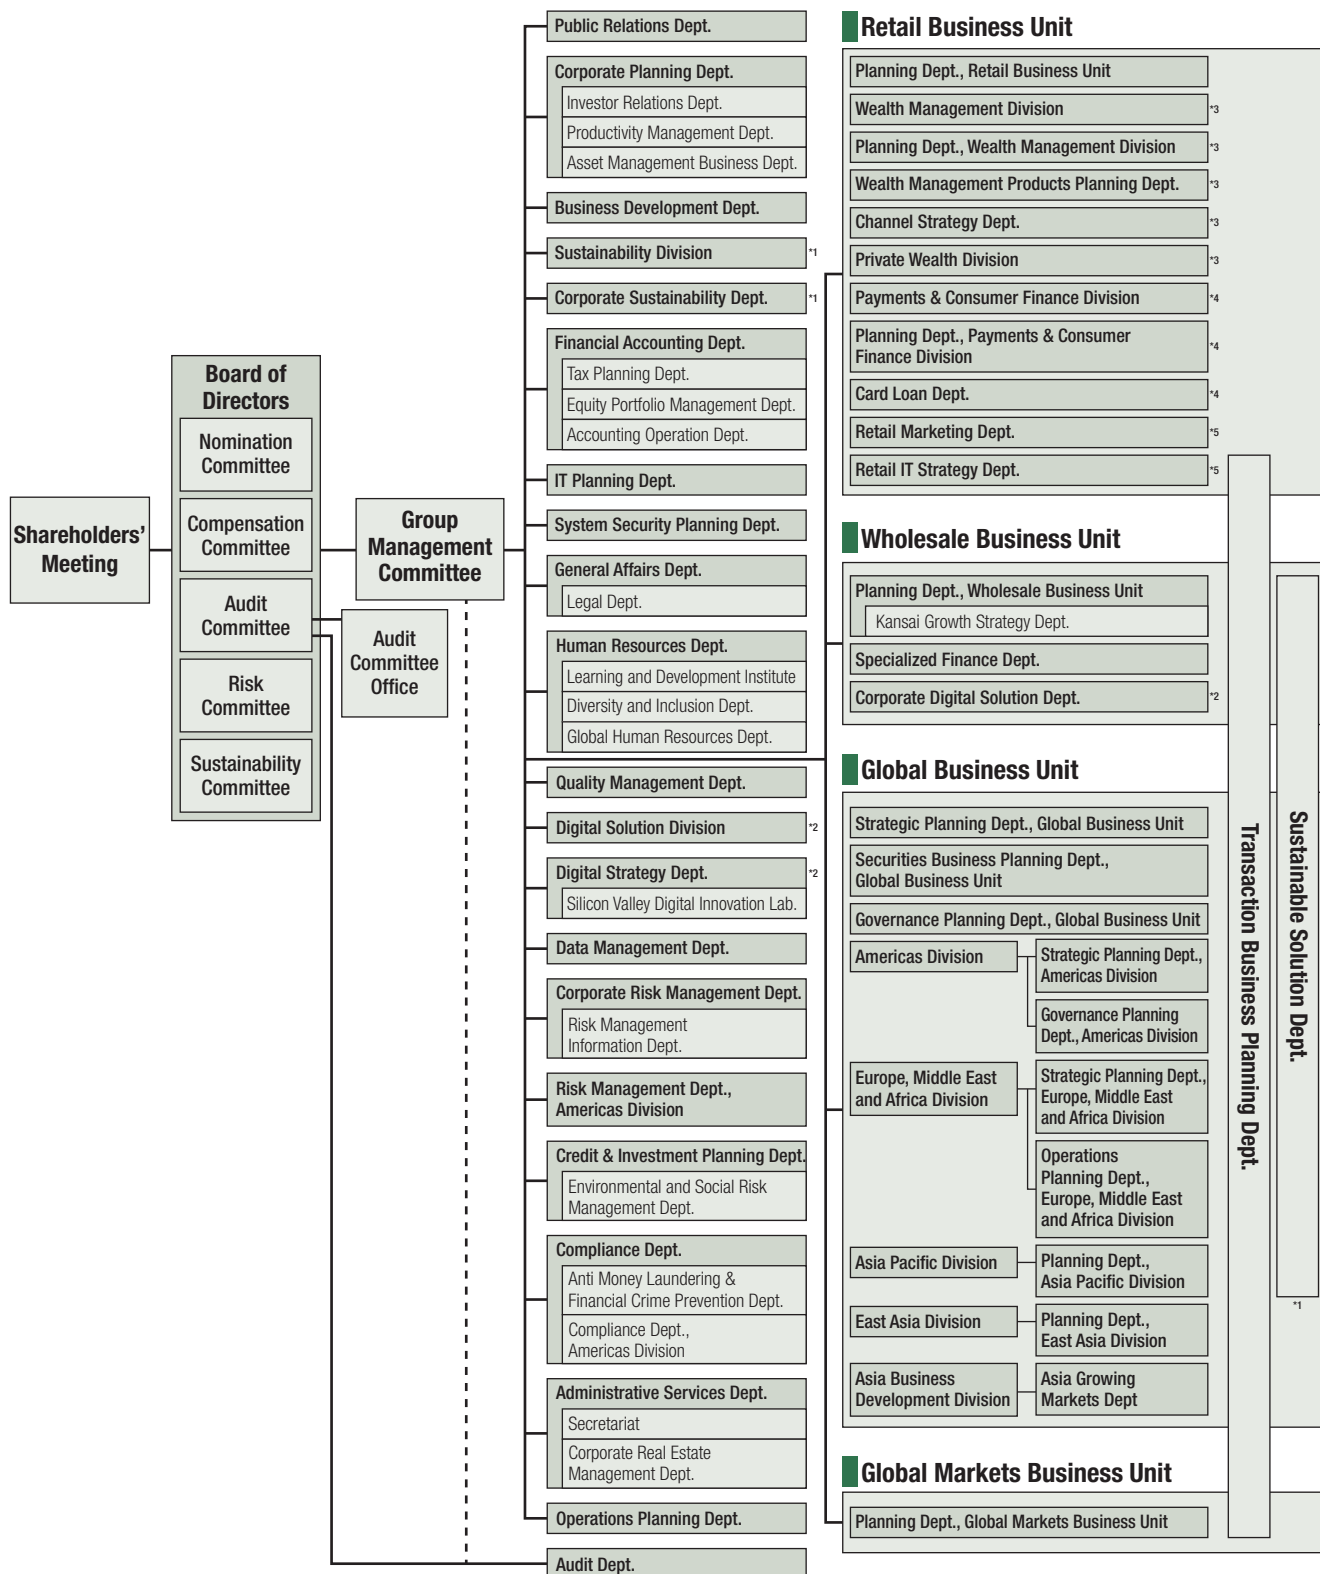 Shareholders'
Meeting
Board of
Directors
Nomination
Committee
Compensation
Committee
Audit
Committee
Risk
Committee
Sustainability
Committee
Group
Management
Committee
Audit
Committee
Office
Public Relations Dept.
Corporate Planning Dept.
Investor Relations Dept.
Productivity Management Dept.
Asset Management Business Dept.
Business Development Dept.
Sustainability Division *1
Corporate Sustainability Dept. *1
Financial Accounting Dept.
Tax Planning Dept.
Equity Portfolio Management Dept.
Accounting Operation Dept.
IT Planning Dept.
System Security Planning Dept.
General Affairs Dept.
Legal Dept.
Human Resources Dept.
Learning and Development Institute
Diversity and Inclusion Dept.
Global Human Resources Dept.
Quality Management Dept.
Digital Solution Division *2
Digital Strategy Dept. *2
Silicon Valley Digital Innovation Lab.
Data Management Dept.
Corporate Risk Management Dept.
Risk Management
Information Dept.
Risk Management Dept.,
Americas Division
Credit & Investment Planning Dept.
Environmental and Social Risk
Management Dept.
Compliance Dept.
Anti Money Laundering &
Financial Crime Prevention Dept.
Compliance Dept.,
Americas Division
Administrative Services Dept.
Secretariat
Corporate Real Estate
Management Dept.
Operations Planning Dept.
Audit Dept.
Retail Business Unit
Planning Dept., Retail Business Unit
Wealth Management Division *3
Planning Dept., Wealth Management Division *3
Wealth Management Products Planning Dept. *3
Channel Strategy Dept. *3
Private Wealth Division *3
Payments & Consumer Finance Division *4
Planning Dept., Payments & Consumer
Finance Division *4
Card Loan Dept. *4
Retail Marketing Dept. *5
Retail IT Strategy Dept. *5
Wholesale Business Unit
Planning Dept., Wholesale Business Unit
Kansai Growth Strategy Dept.
Specialized Finance Dept.
Corporate Digital Solution Dept. *2
Global Business Unit
Strategic Planning Dept., Global Business Unit
Securities Business Planning Dept.,
Global Business Unit
Governance Planning Dept., Global Business Unit
Americas Division
Strategic Planning Dept.,
Americas Division
Governance Planning
Dept., Americas Division
Europe, Middle East
and Africa Division
Strategic Planning Dept.,
Europe, Middle East
and Africa Division
Operations
Planning Dept.,
Europe, Middle East
and Africa Division
Asia Pacific Division
Planning Dept.,
Asia Pacific Division
East Asia Division
Planning Dept.,
East Asia Division
Asia Business
Development Division
Asia Growing
Markets Dept
Global Markets Business Unit
Planning Dept., Global Markets Business Unit
Transaction Business Planning Dept.
Sustainable Solution Dept.
*1